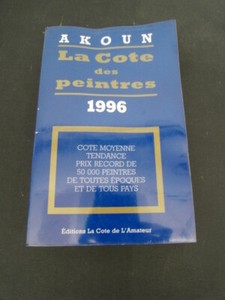 AKOUN
La Cote
des
peintres
1996
COTE MOYENNE
TENDANCE
PRIX RECORD DE
50 000 PEINTRES
DE TOUTES ÉPOQUES
ET DE TOUS PAYS
Éditions La Cote de L'Amateur